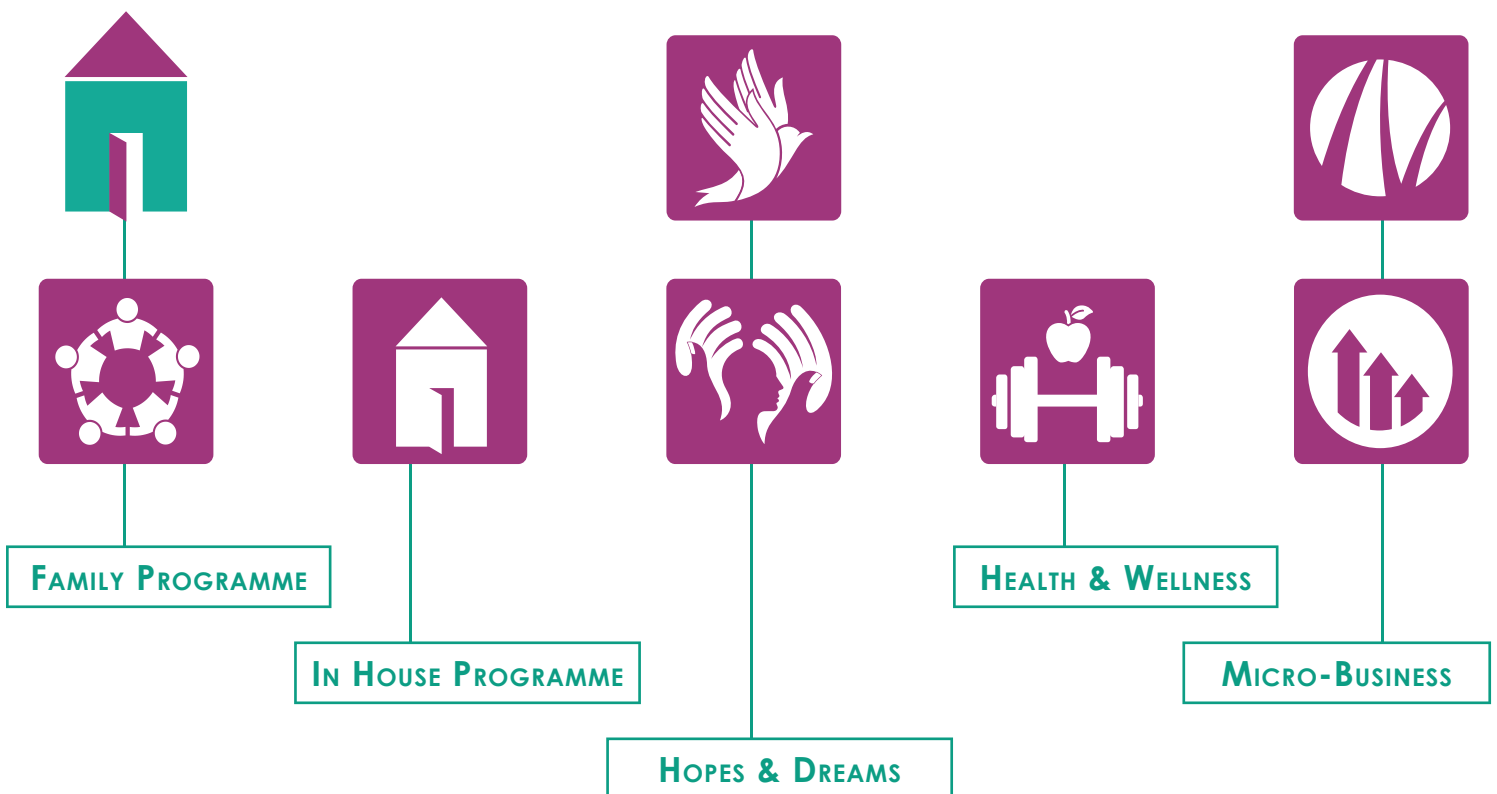 Family Programme
Health & Wellness
In House Programme
Micro-Business
Hopes & Dreams